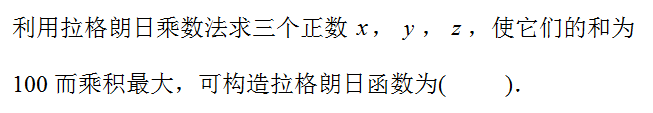 利用拉格朗日乘数法求三个正数 x， y ， z ，使它们的和为
100 而乘积最大，可构造拉格朗日函数为( ).